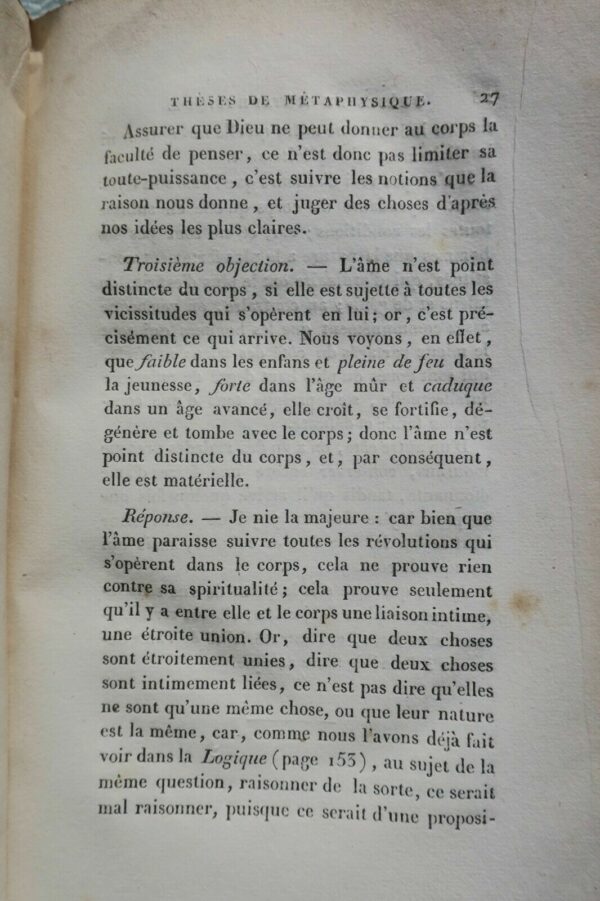 THÈSES DE MÉTAPHYSIQUE. 27
Assurer que Dieu ne peut donner au corps la
faculté de penser, ce n'est donc pas limiter sa
toute-puissance, c'est suivre les notions que la
raison nous donne, et juger des choses d'après
nos idées les plus claires.
Troisième objection. — L'âme n'est point
distincte du corps, si elle est sujette à toutes les
vicissitudes qui s'opèrent en lui; or, c'est pré-
cisément ce qui arrive. Nous voyons, en effet,
que faible dans les enfans et pleine de feu dans
la jeunesse, forte dans l'âge mûr et caduque
dans un âge avancé, elle croît, se fortifie, dé-
génère et tombe avec le corps; donc l'âme n'est
point distincte du corps, et, par conséquent,
elle est matérielle.
Réponse. — Je nie la majeure : car bien que
l'âme paraisse suivre toutes les révolutions qui
s'opèrent dans le corps, cela ne prouve rien
contre sa spiritualité; cela prouve seulement
qu'il y a entre elle et le corps une liaison intime,
une étroite union. Or, dire que deux choses
sont étroitement unies, dire que deux choses
sont intimement liées, ce n'est pas dire qu'elles
ne sont qu'une même chose, ou que leur nature
est la même, car, comme nous l'avons déjà fait
voir dans la Logique (page 153), au sujet de la
même question, raisonner de la sorte, ce serait
mal raisonner, puisque ce serait d'une proposi-